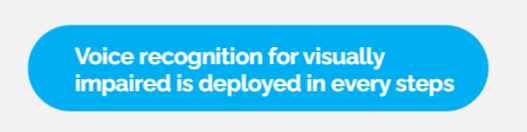 Voice recognition for visually
impaired is deployed in every steps